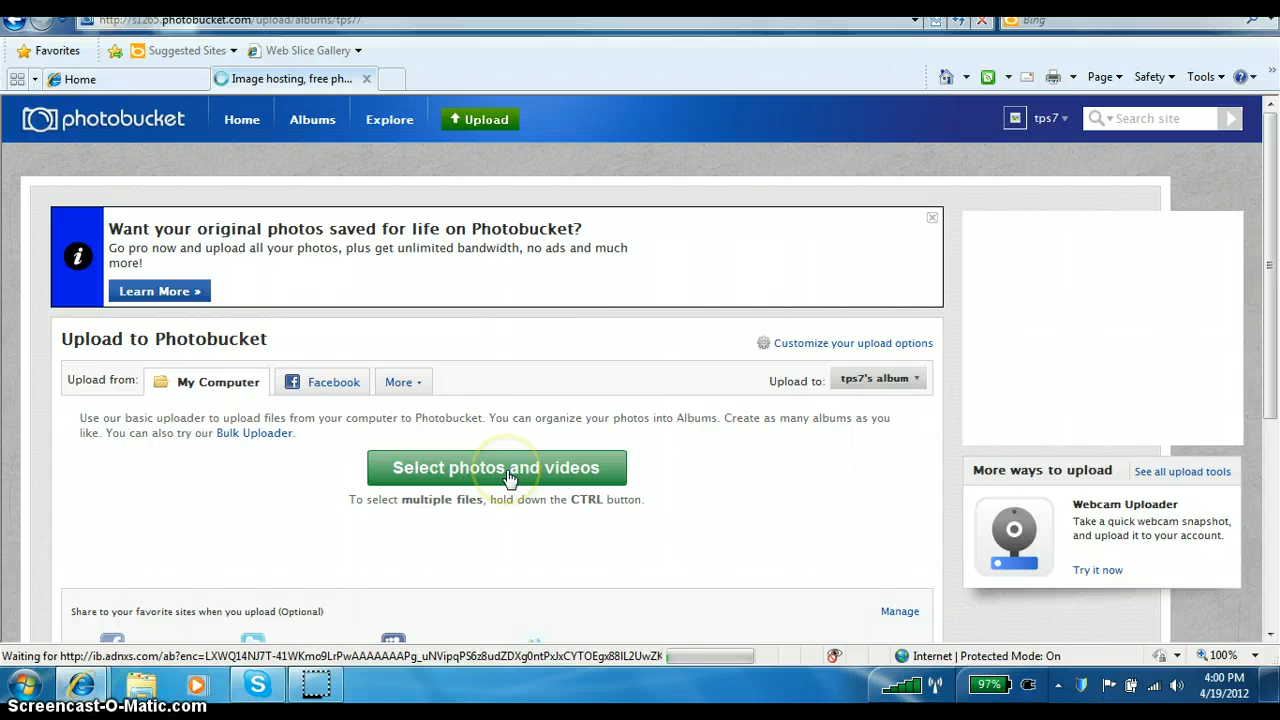 http://s1265.photobucket.com/upload/albums/tps7/
Bing
Favorites
Suggested Sites
Web Slice Gallery
Home
Image hosting, free ph...
Page
Safety
Tools
photobucket
Home
Albums
Explore
Upload
tps7
Search site
Want your original photos saved for life on Photobucket?
Go pro now and upload all your photos, plus get unlimited bandwidth, no ads and much
more!
Learn More »
Upload to Photobucket
Customize your upload options
Upload from:
My Computer
Facebook
More
Upload to:
tps7's album
Use our basic uploader to upload files from your computer to Photobucket. You can organize your photos into Albums. Create as many albums as you
like. You can also try our Bulk Uploader.
Select photos and videos
To select multiple files, hold down the CTRL button.
More ways to upload
See all upload tools
Webcam Uploader
Take a quick webcam snapshot,
and upload it to your account.
Try it now
Share to your favorite sites when you upload (Optional)
Manage
Internet | Protected Mode: On
100%
97%
4:00 PM
4/19/2012
Screencast-O-Matic.com